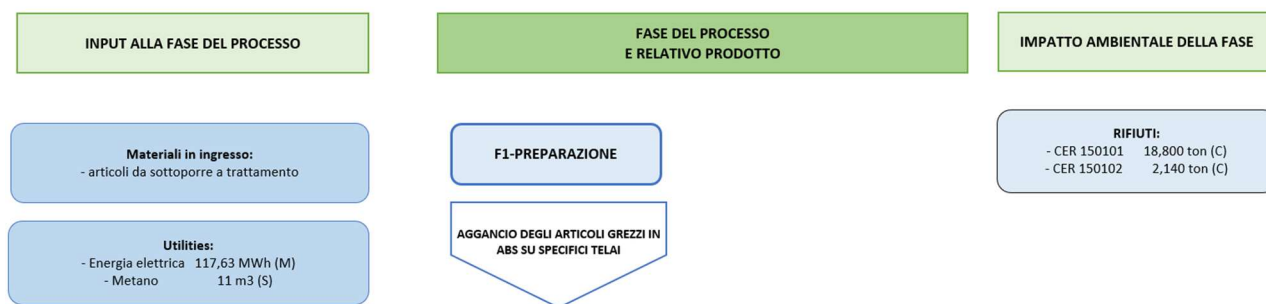 INPUT ALLA FASE DEL PROCESSO
FASE DEL PROCESSO
E RELATIVO PRODOTTO
IMPATTO AMBIENTALE DELLA FASE
Materiali in ingresso:
- articoli da sottoporre a trattamento
F1-PREPARAZIONE
RIFIUTI:
- CER 150101 18,800 ton (C)
- CER 150102 2,140 ton (C)
Utilities:
- Energia elettrica 117,63 MWh (M)
- Metano 11 m3 (S)
AGGANCIO DEGLI ARTICOLI GREZZI IN
ABS SU SPECIFICI TELAI